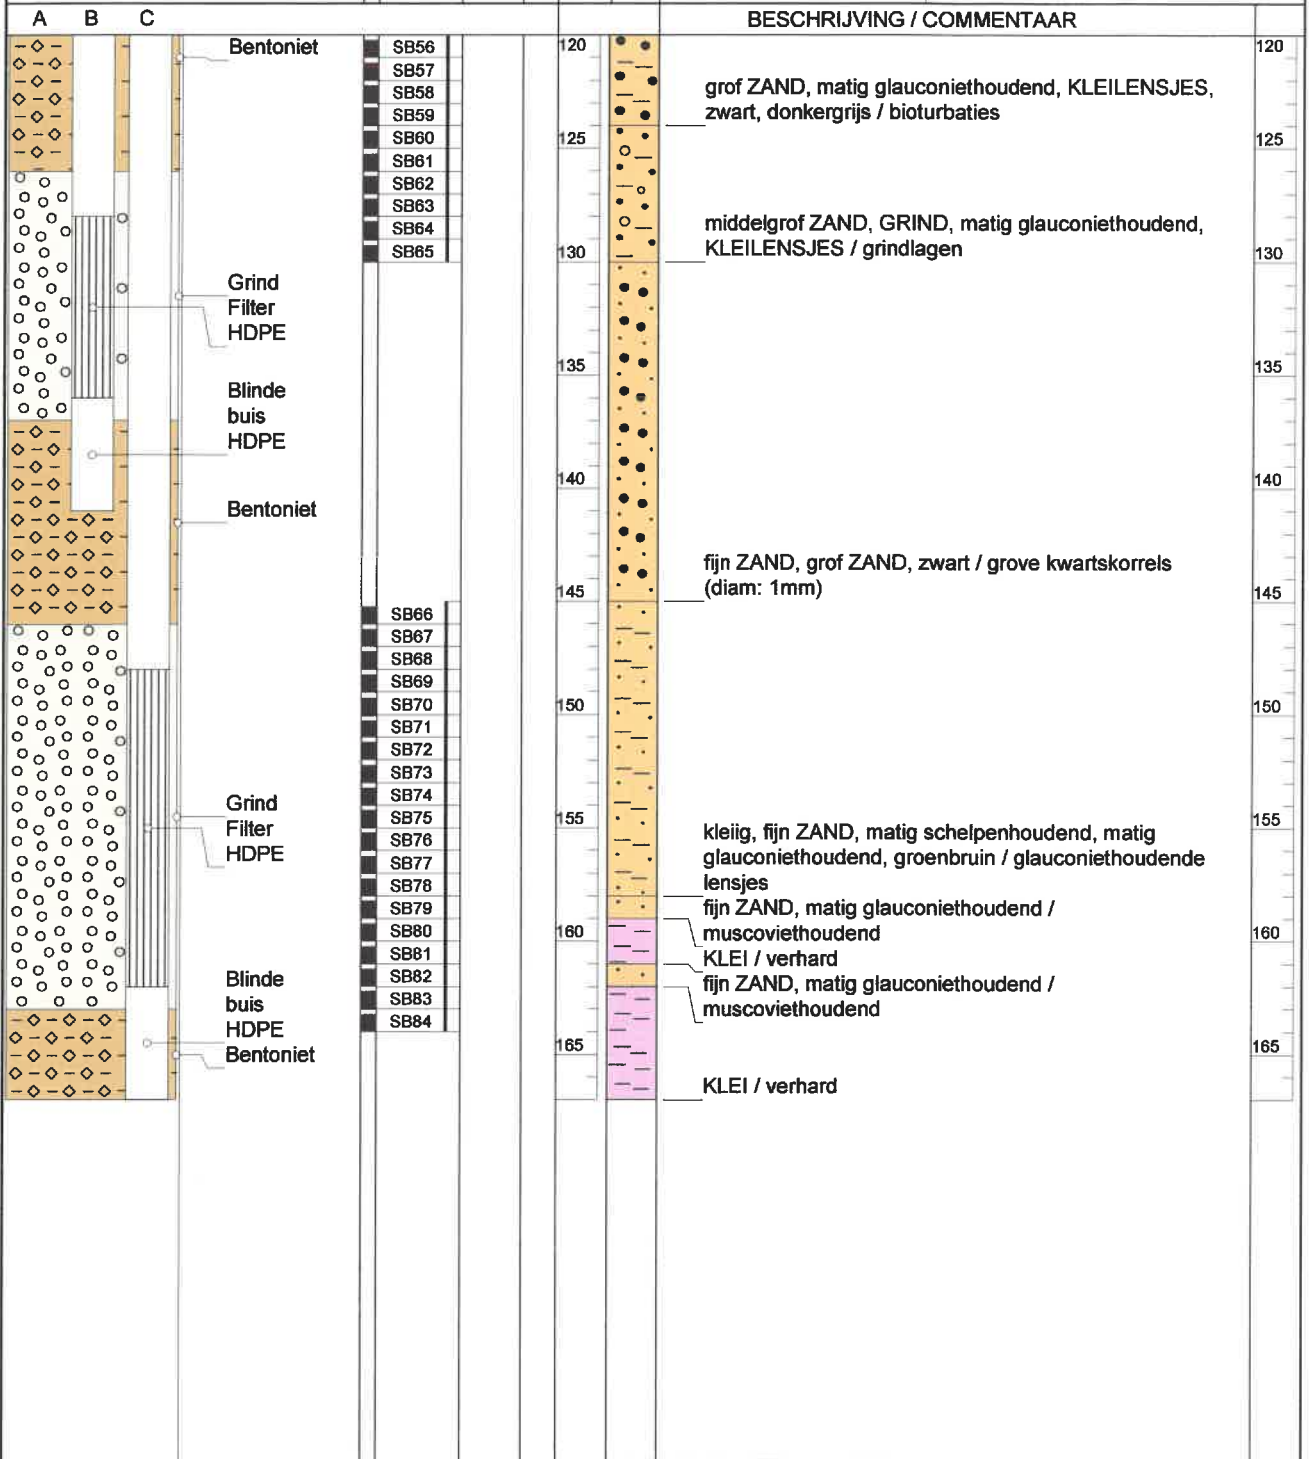 A B C BESCHRIJVING / COMMENTAAR
Bentoniet
Grind
Filter
HDPE
Blinde
buis
HDPE
Bentoniet
Grind
Filter
HDPE
Blinde
buis
HDPE
Bentoniet
SB56
SB57
SB58
SB59
SB60
SB61
SB62
SB63
SB64
SB65
SB66
SB67
SB68
SB69
SB70
SB71
SB72
SB73
SB74
SB75
SB76
SB77
SB78
SB79
SB80
SB81
SB82
SB83
SB84
120
125
130
135
140
145
150
155
160
165
grof ZAND, matig glauconiethoudend, KLEILENSJES,
zwart, donkergrijs / bioturbaties
middelgrof ZAND, GRIND, matig glauconiethoudend,
KLEILENSJES / grindlagen
fijn ZAND, grof ZAND, zwart / grove kwartskorrels
(diam: 1mm)
kleiig, fijn ZAND, matig schelpenhoudend, matig
glauconiethoudend, groenbruin / glauconiethoudende
lensjes
fijn ZAND, matig glauconiethoudend /
muscoviethoudend
KLEI / verhard
fijn ZAND, matig glauconiethoudend /
muscoviethoudend
KLEI / verhard
120
125
130
135
140
145
150
155
160
165